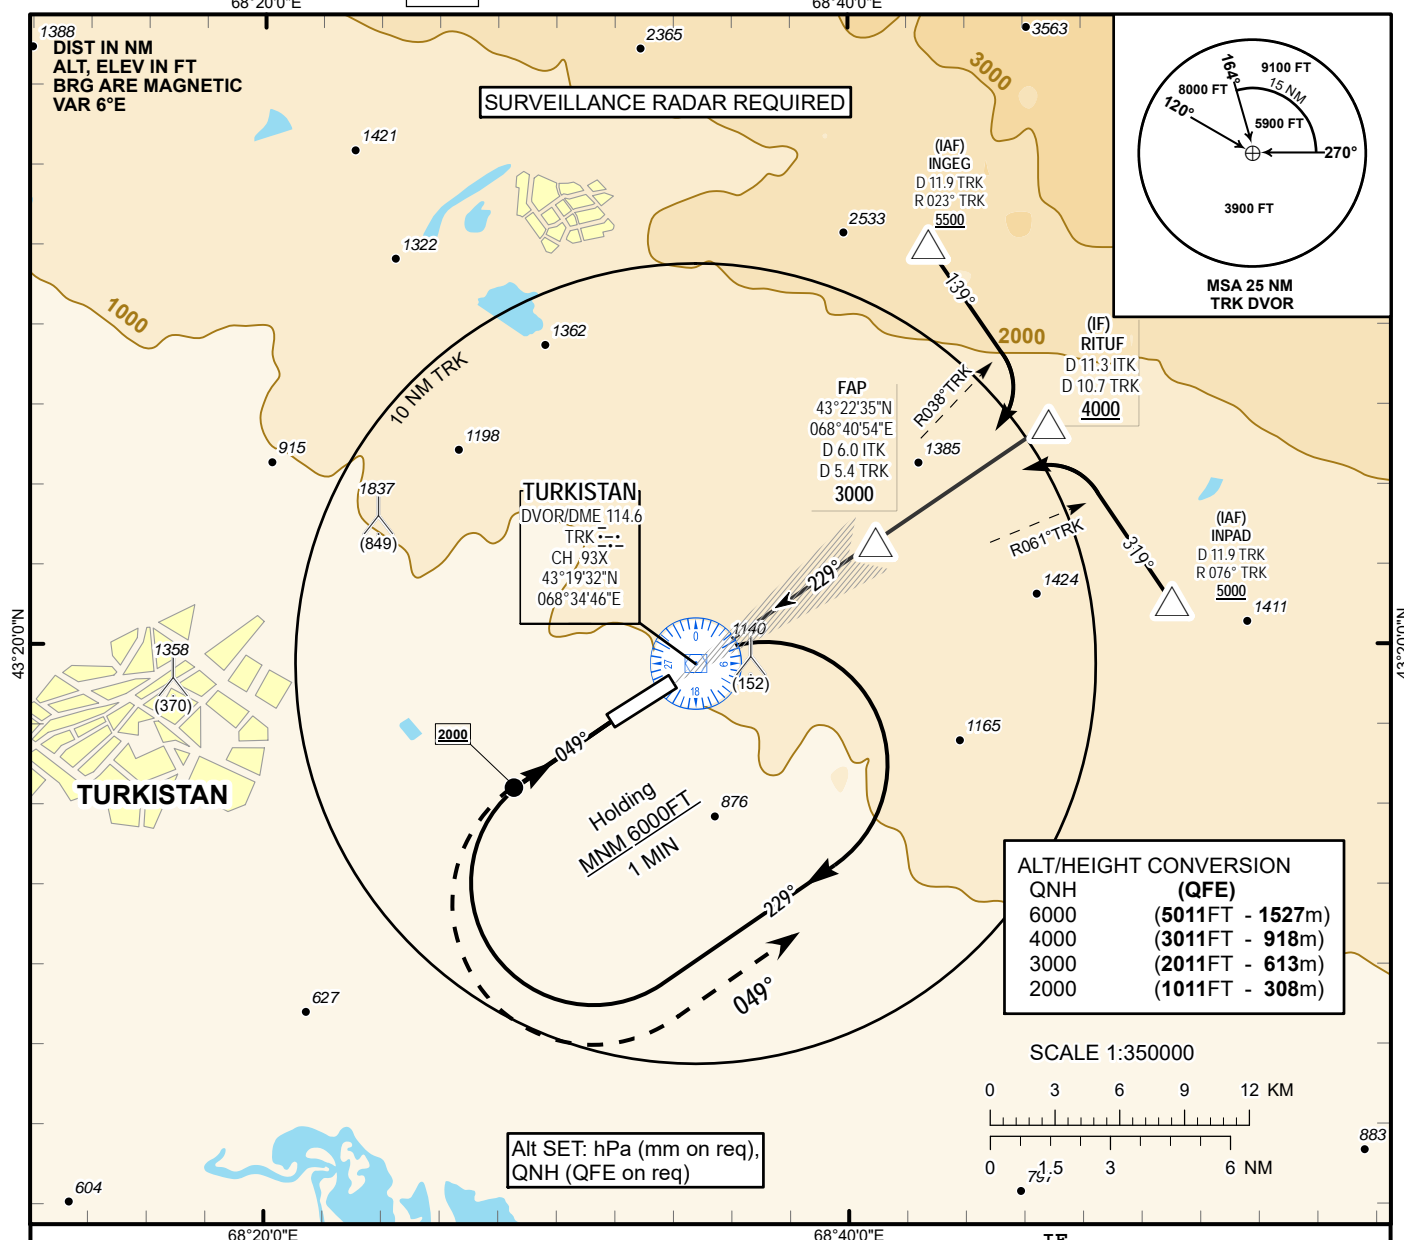 68°20'0"E
68°40'0"E
1388
DIST IN NM
ALT, ELEV IN FT
BRG ARE MAGNETIC
VAR 6°E
2365
3563
3000
SURVEILLANCE RADAR REQUIRED
1421
164°
9100 FT
15 NM
8000 FT
120°
5900 FT
270°
3900 FT
MSA 25 NM
TRK DVOR
(IAF)
INGEG
D 11.9 TRK
R 023° TRK
5500
2533
1322
139°
1000
1362
2000
(IF)
RITUF
D 11.3 ITK
D 10.7 TRK
4000
10 NM TRK
R038°TRK
FAP
43°22'35"N
068°40'54"E
D 6.0 ITK
D 5.4 TRK
3000
1385
1198
915
1837
(849)
TURKISTAN
DVOR/DME 114.6
TRK
CH 93X
43°19'32"N
068°34'46"E
R061°TRK
319°
(IAF)
INPAD
D 11.9 TRK
R 076° TRK
5000
1424
1411
229°
43°20'0"N
43°20'0"N
1140
(152)
0
9
18
27
1358
(370)
2000
049°
1165
TURKISTAN
Holding
MNM 6000FT
1 MIN
876
229°
049°
ALT/HEIGHT CONVERSION
QNH (QFE)
6000 (5011FT - 1527m)
4000 (3011FT - 918m)
3000 (2011FT - 613m)
2000 (1011FT - 308m)
627
SCALE 1:350000
0 3 6 9 12 KM
0 1.5 3 6 NM
797
883
Alt SET: hPa (mm on req),
QNH (QFE on req)
604
68°20'0"E
68°40'0"E